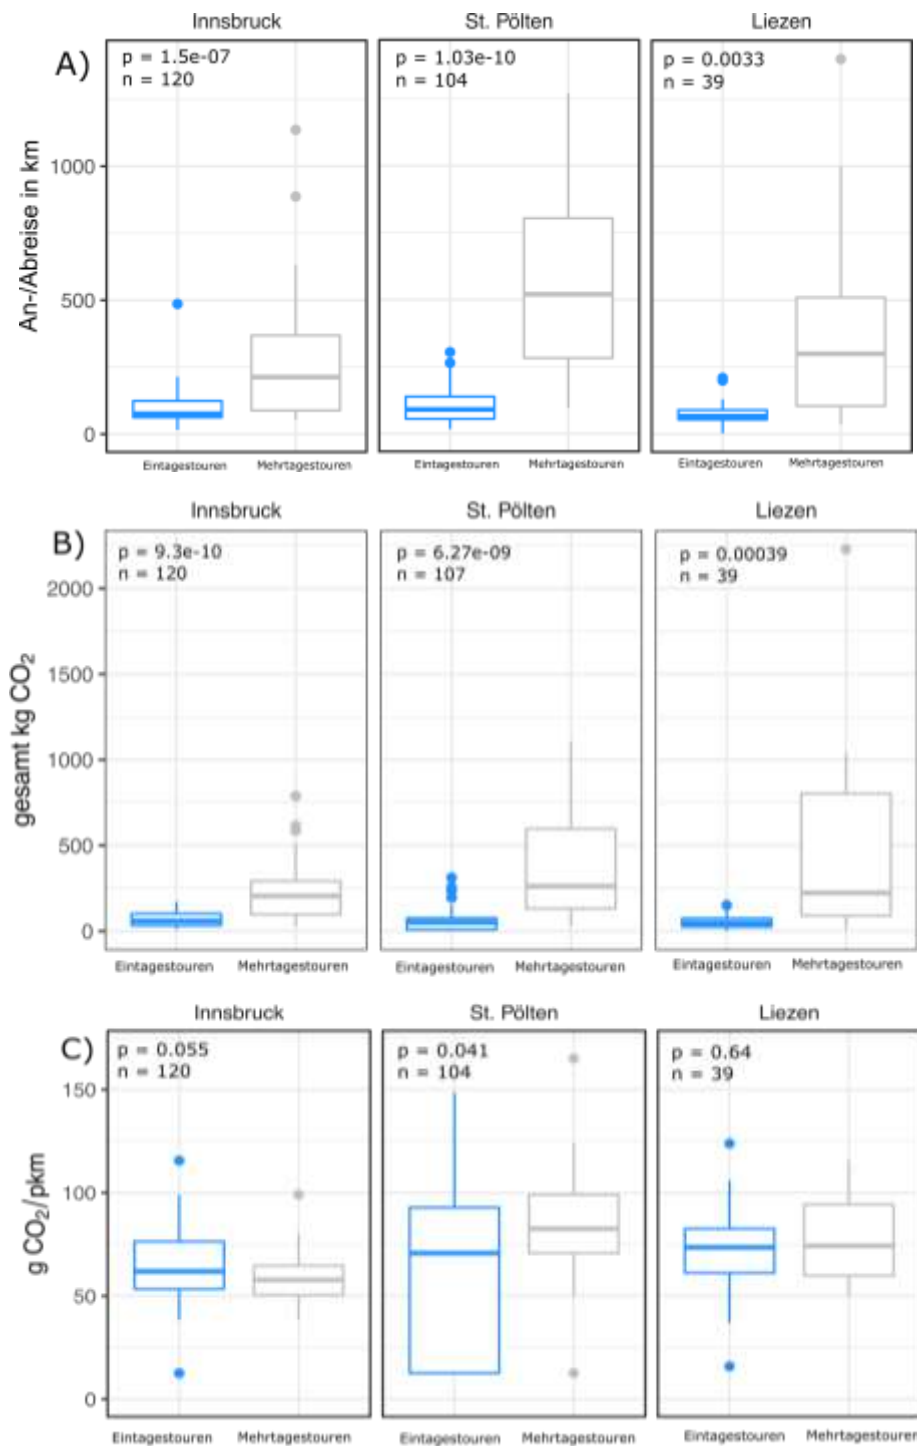 Innsbruck St. Pölten Liezen
A) p = 1.5e-07 p = 1.03e-10 p = 0.0033
n = 120 n = 104 n = 39
An-/Abreise in km
1000
500
0
Eintagestouren Mehrtagestouren Eintagestouren Mehrtagestouren Eintagestouren Mehrtagestouren
Innsbruck St. Pölten Liezen
B) p = 9.3e-10 p = 6.27e-09 p = 0.00039
n = 120 n = 107 n = 39
gesamt kg CO₂
2000
1500
1000
500
0
Eintagestouren Mehrtagestouren Eintagestouren Mehrtagestouren Eintagestouren Mehrtagestouren
Innsbruck St. Pölten Liezen
C) p = 0.055 p = 0.041 p = 0.64
n = 120 n = 104 n = 39
g CO₂/pkm
150
100
50
0
Eintagestouren Mehrtagestouren Eintagestouren Mehrtagestouren Eintagestouren Mehrtagestouren